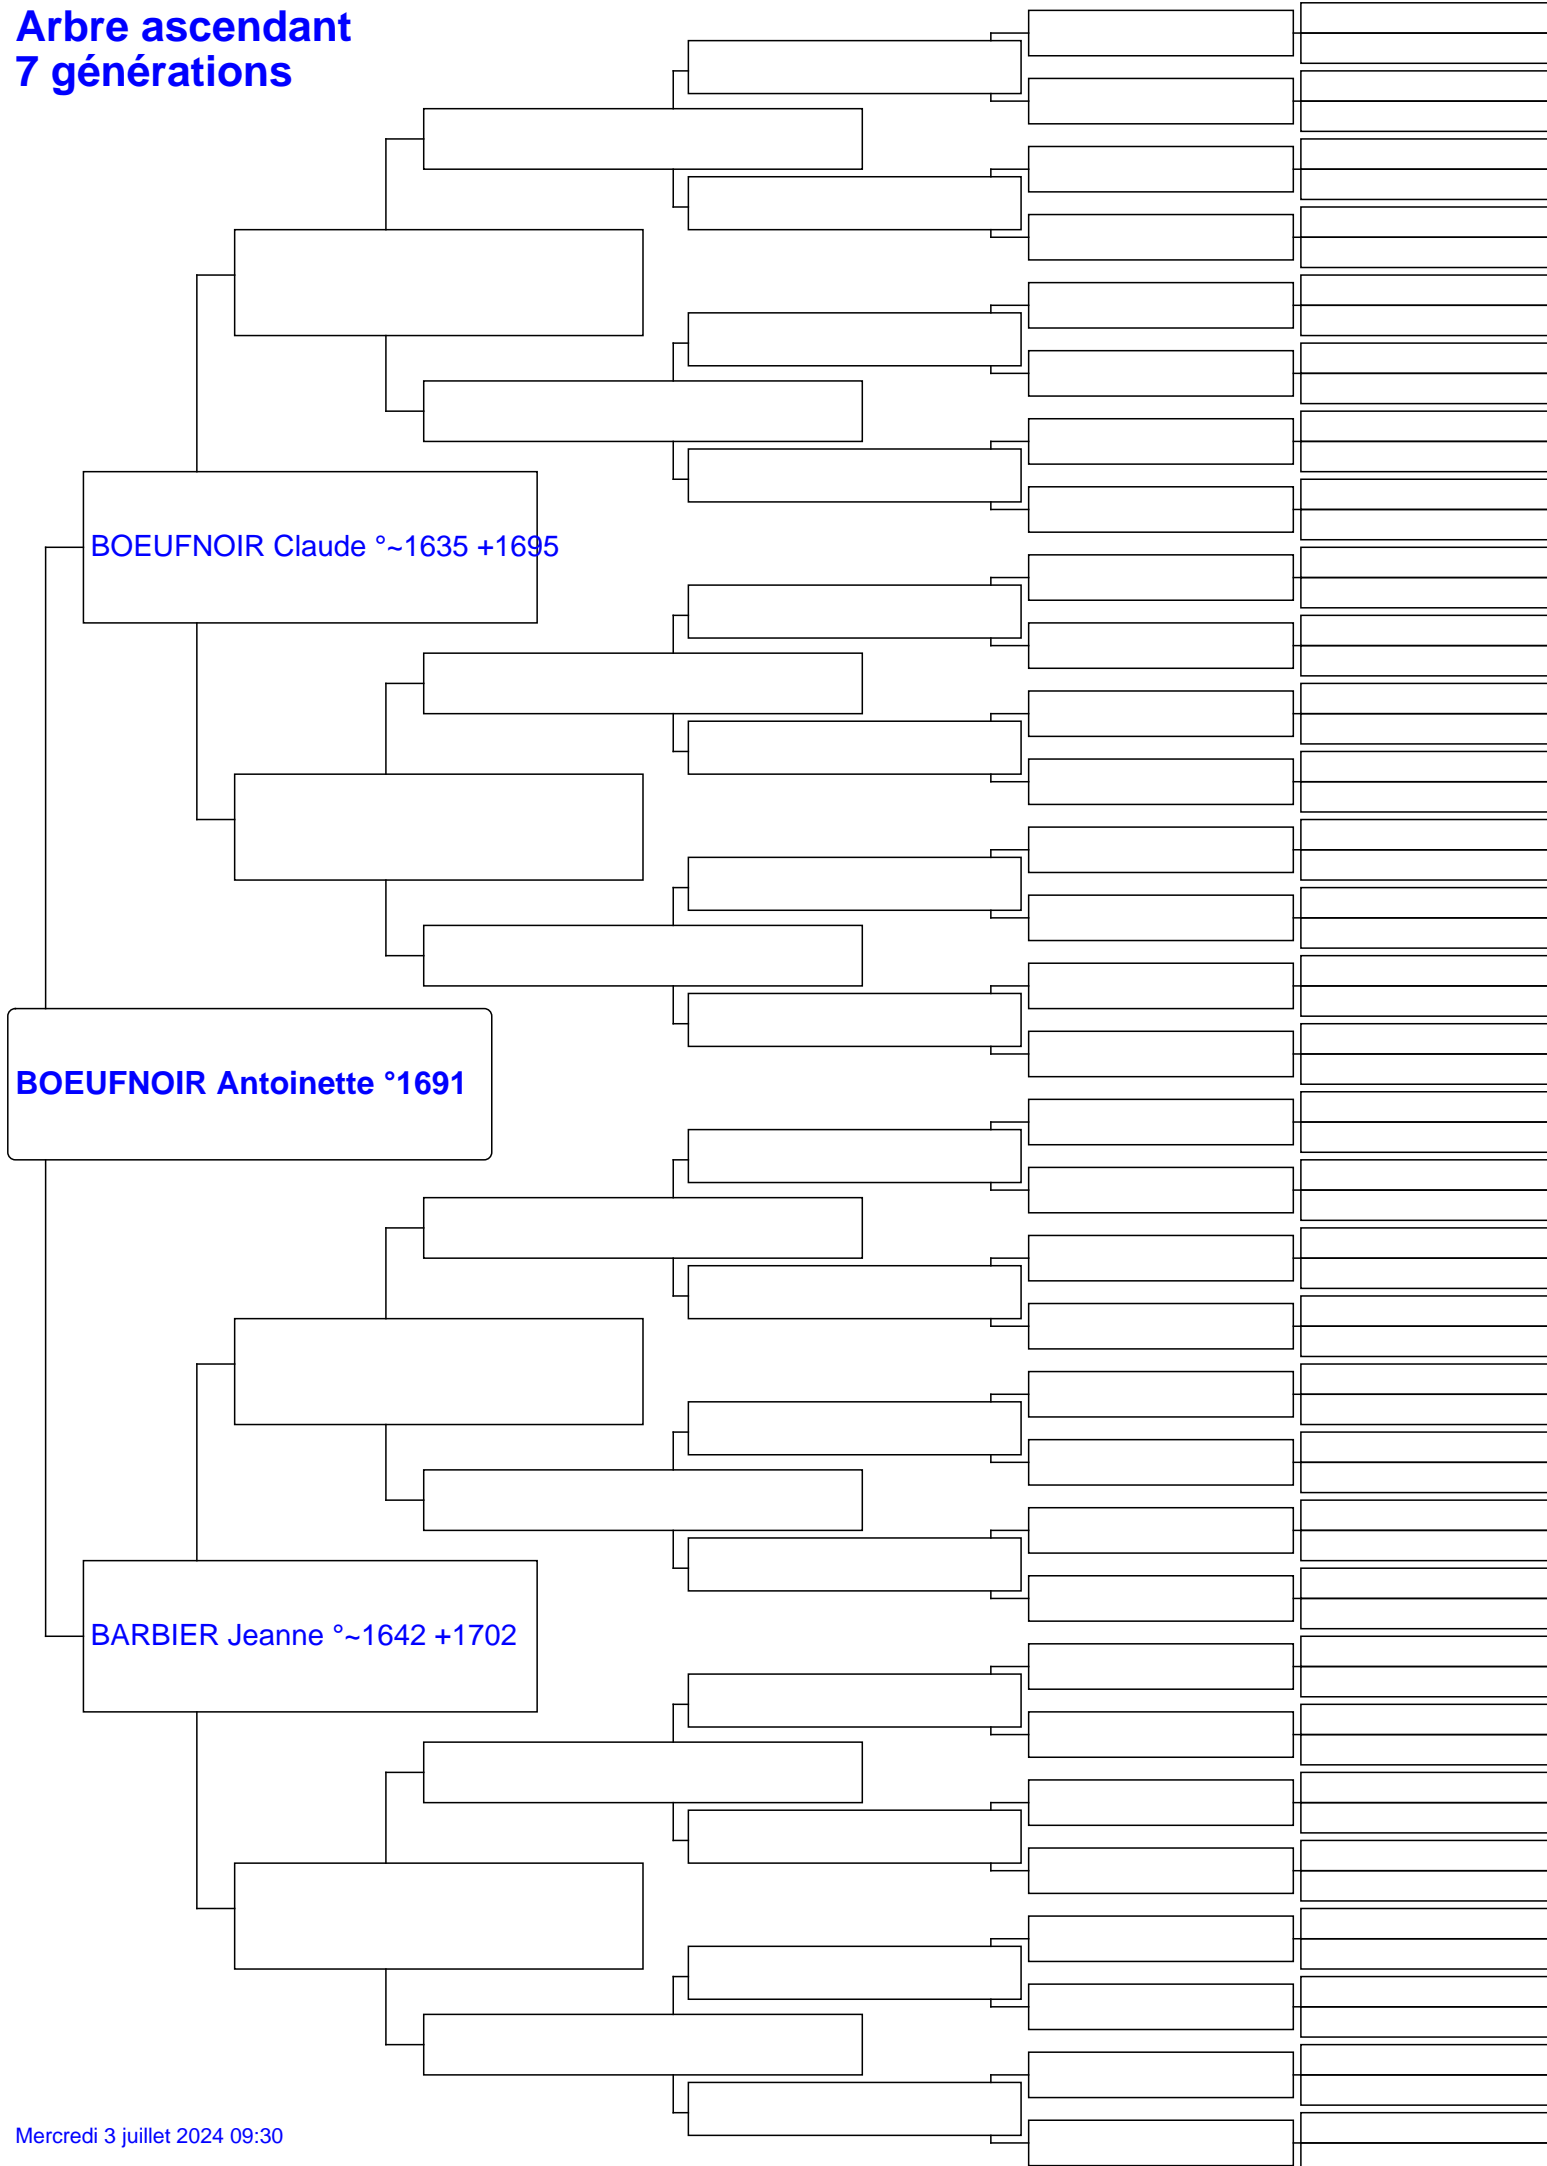 Arbre ascendant
7 générations
BOEUFNOIR Claude °~1635 +1695
BOEUFNOIR Antoinette °1691
BARBIER Jeanne °~1642 +1702
Mercredi 3 juillet 2024 09:30